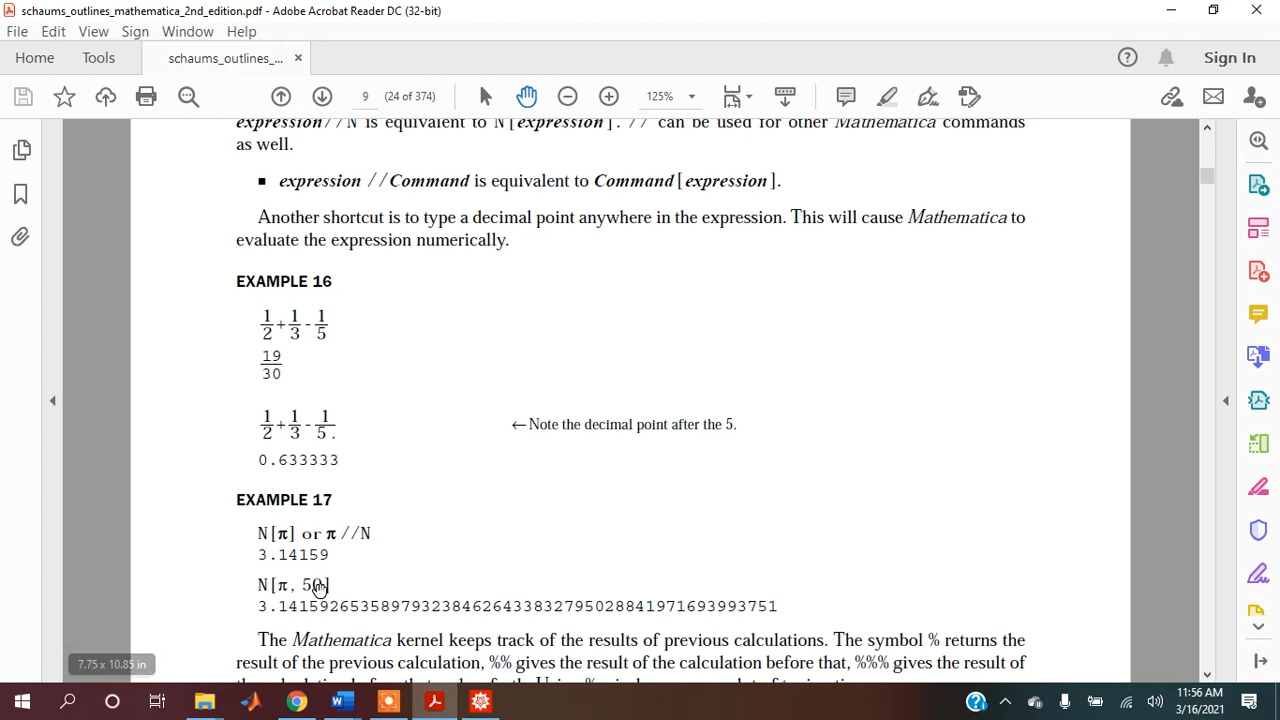 schaums_outlines_mathematica_2nd_edition.pdf - Adobe Acrobat Reader DC (32-bit)
File Edit View Sign Window Help
Home Tools schaums_outlines_... × Sign In
9 (24 of 374) 125%
expression//N is equivalent to N[expression]. // can be used for other Mathematica commands
as well.
■ expression //Command is equivalent to Command[expression].
Another shortcut is to type a decimal point anywhere in the expression. This will cause Mathematica to
evaluate the expression numerically.
EXAMPLE 16
1/2+1/3-1/5
19/30
1/2+1/3-1/5. ←Note the decimal point after the 5.
0.633333
EXAMPLE 17
N[π] or π //N
3.14159
N[π, 50]
3.1415926535897932384626433832795028841971693993751
The Mathematica kernel keeps track of the results of previous calculations. The symbol % returns the
result of the previous calculation, %% gives the result of the calculation before that, %%% gives the result of
7.75 x 10.85 in
11:56 AM
3/16/2021